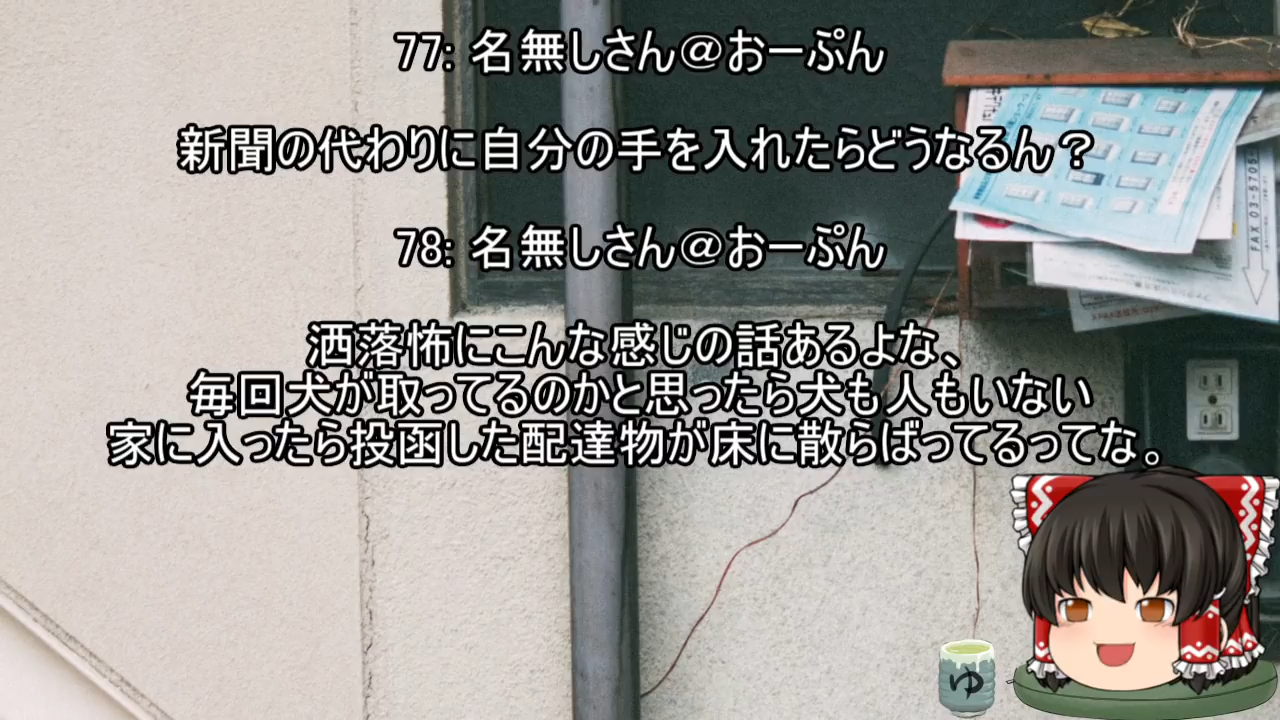 77: 名無しさん@おーぷん
新聞の代わりに自分の手を入れたらどうなるん？
78: 名無しさん@おーぷん
洒落怖にこんな感じの話あるよな、
毎回犬が取ってるのかと思ったら犬も人もいない
家に入ったら投函した配達物が床に散らばってるってな。
FAX 03-5705
ゆ